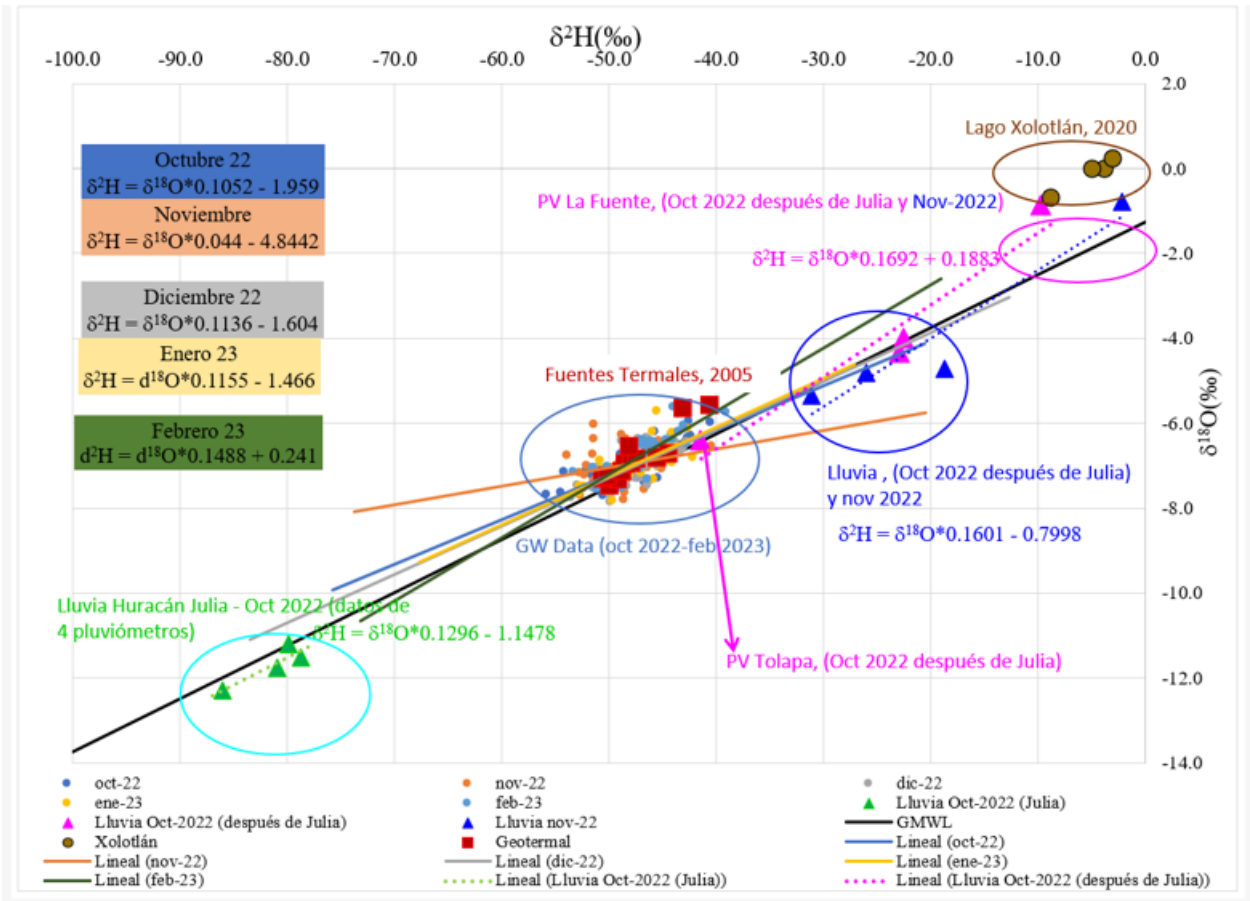 δ²H(‰)
-100.0 -90.0 -80.0 -70.0 -60.0 -50.0 -40.0 -30.0 -20.0 -10.0 0.0
2.0
0.0
-2.0
-4.0
-6.0
-8.0
-10.0
-12.0
-14.0
δ¹⁸O(‰)
Octubre 22
δ²H = δ¹⁸O*0.1052 - 1.959
Noviembre
δ²H = δ¹⁸O*0.044 - 4.8442
Diciembre 22
δ²H = δ¹⁸O*0.1136 - 1.604
Enero 23
δ²H = d¹⁸O*0.1155 - 1.466
Febrero 23
d²H = d¹⁸O*0.1488 + 0.241
Lago Xolotlán, 2020
PV La Fuente, (Oct 2022 después de Julia y Nov-2022)
δ²H = δ¹⁸O*0.1692 + 0.1883
Fuentes Termales, 2005
Lluvia , (Oct 2022 después de Julia)
y nov 2022
δ²H = δ¹⁸O*0.1601 - 0.7998
GW Data (oct 2022-feb 2023)
Lluvia Huracán Julia - Oct 2022 (datos de
4 pluviómetros)
δ²H = δ¹⁸O*0.1296 - 1.1478
PV Tolapa, (Oct 2022 después de Julia)
oct-22 nov-22 dic-22
ene-23 feb-23 Lluvia Oct-2022 (Julia)
Lluvia Oct-2022 (después de Julia) Lluvia nov-22 GMWL
Xolotlán Geotermal Lineal (oct-22)
Lineal (nov-22) Lineal (dic-22) Lineal (ene-23)
Lineal (feb-23) Lineal (Lluvia Oct-2022 (Julia)) Lineal (Lluvia Oct-2022 (después de Julia))